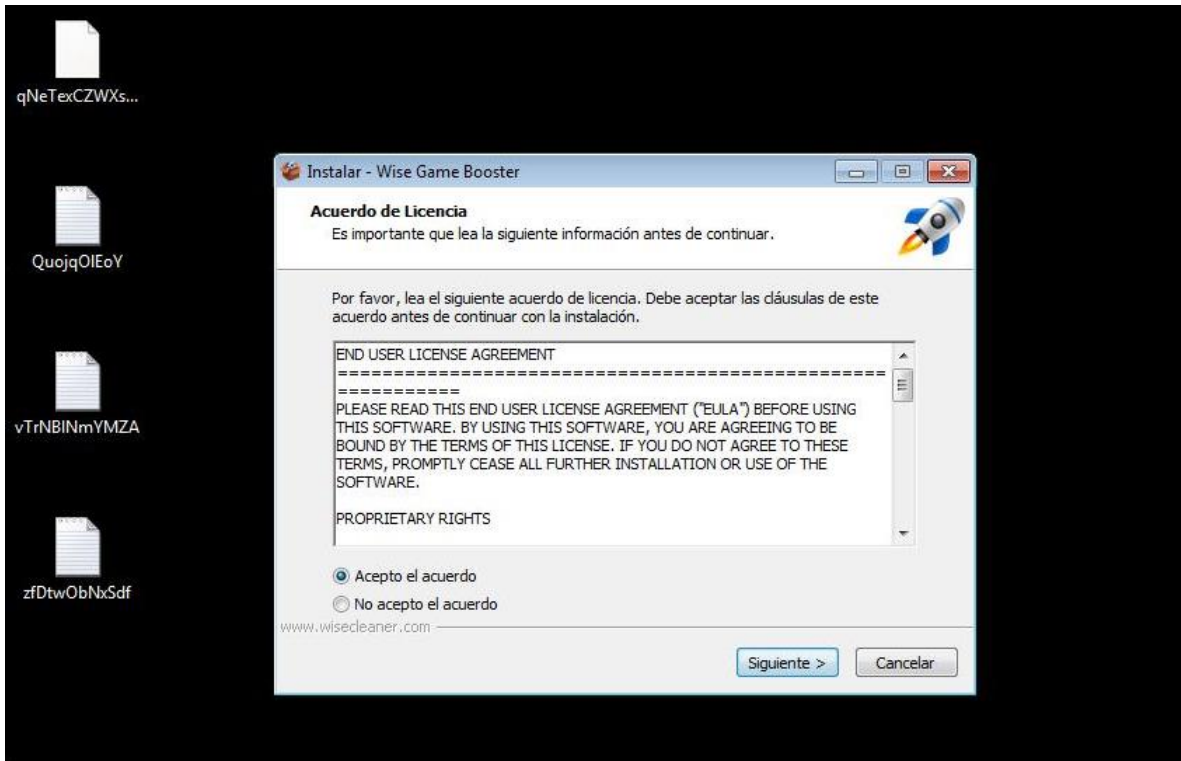 qNeTexCZWXs...
QuojqOlEoY
vTrNBlNmYMZA
zfDtwObNxSdf
Instalar - Wise Game Booster
Acuerdo de Licencia
Es importante que lea la siguiente información antes de continuar.
Por favor, lea el siguiente acuerdo de licencia. Debe aceptar las cláusulas de este
acuerdo antes de continuar con la instalación.
END USER LICENSE AGREEMENT
=================================================
===========
PLEASE READ THIS END USER LICENSE AGREEMENT ("EULA") BEFORE USING
THIS SOFTWARE. BY USING THIS SOFTWARE, YOU ARE AGREEING TO BE
BOUND BY THE TERMS OF THIS LICENSE. IF YOU DO NOT AGREE TO THESE
TERMS, PROMPTLY CEASE ALL FURTHER INSTALLATION OR USE OF THE
SOFTWARE.
PROPRIETARY RIGHTS
Acepto el acuerdo
No acepto el acuerdo
www.wisecleaner.com
Siguiente >
Cancelar